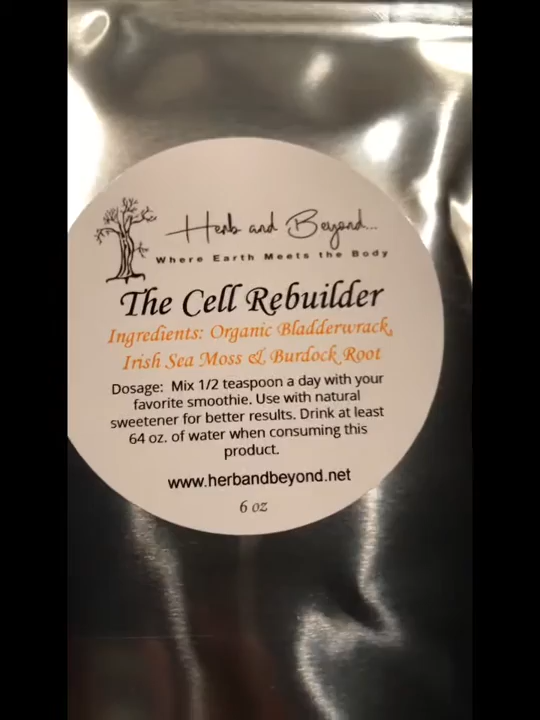 Herb and Beyond...
Where Earth Meets the Body
The Cell Rebuilder
Ingredients: Organic Bladderwrack,
Irish Sea Moss & Burdock Root
Dosage: Mix 1/2 teaspoon a day with your
favorite smoothie. Use with natural
sweetener for better results. Drink at least
64 oz. of water when consuming this
product.
www.herbandbeyond.net
6 oz